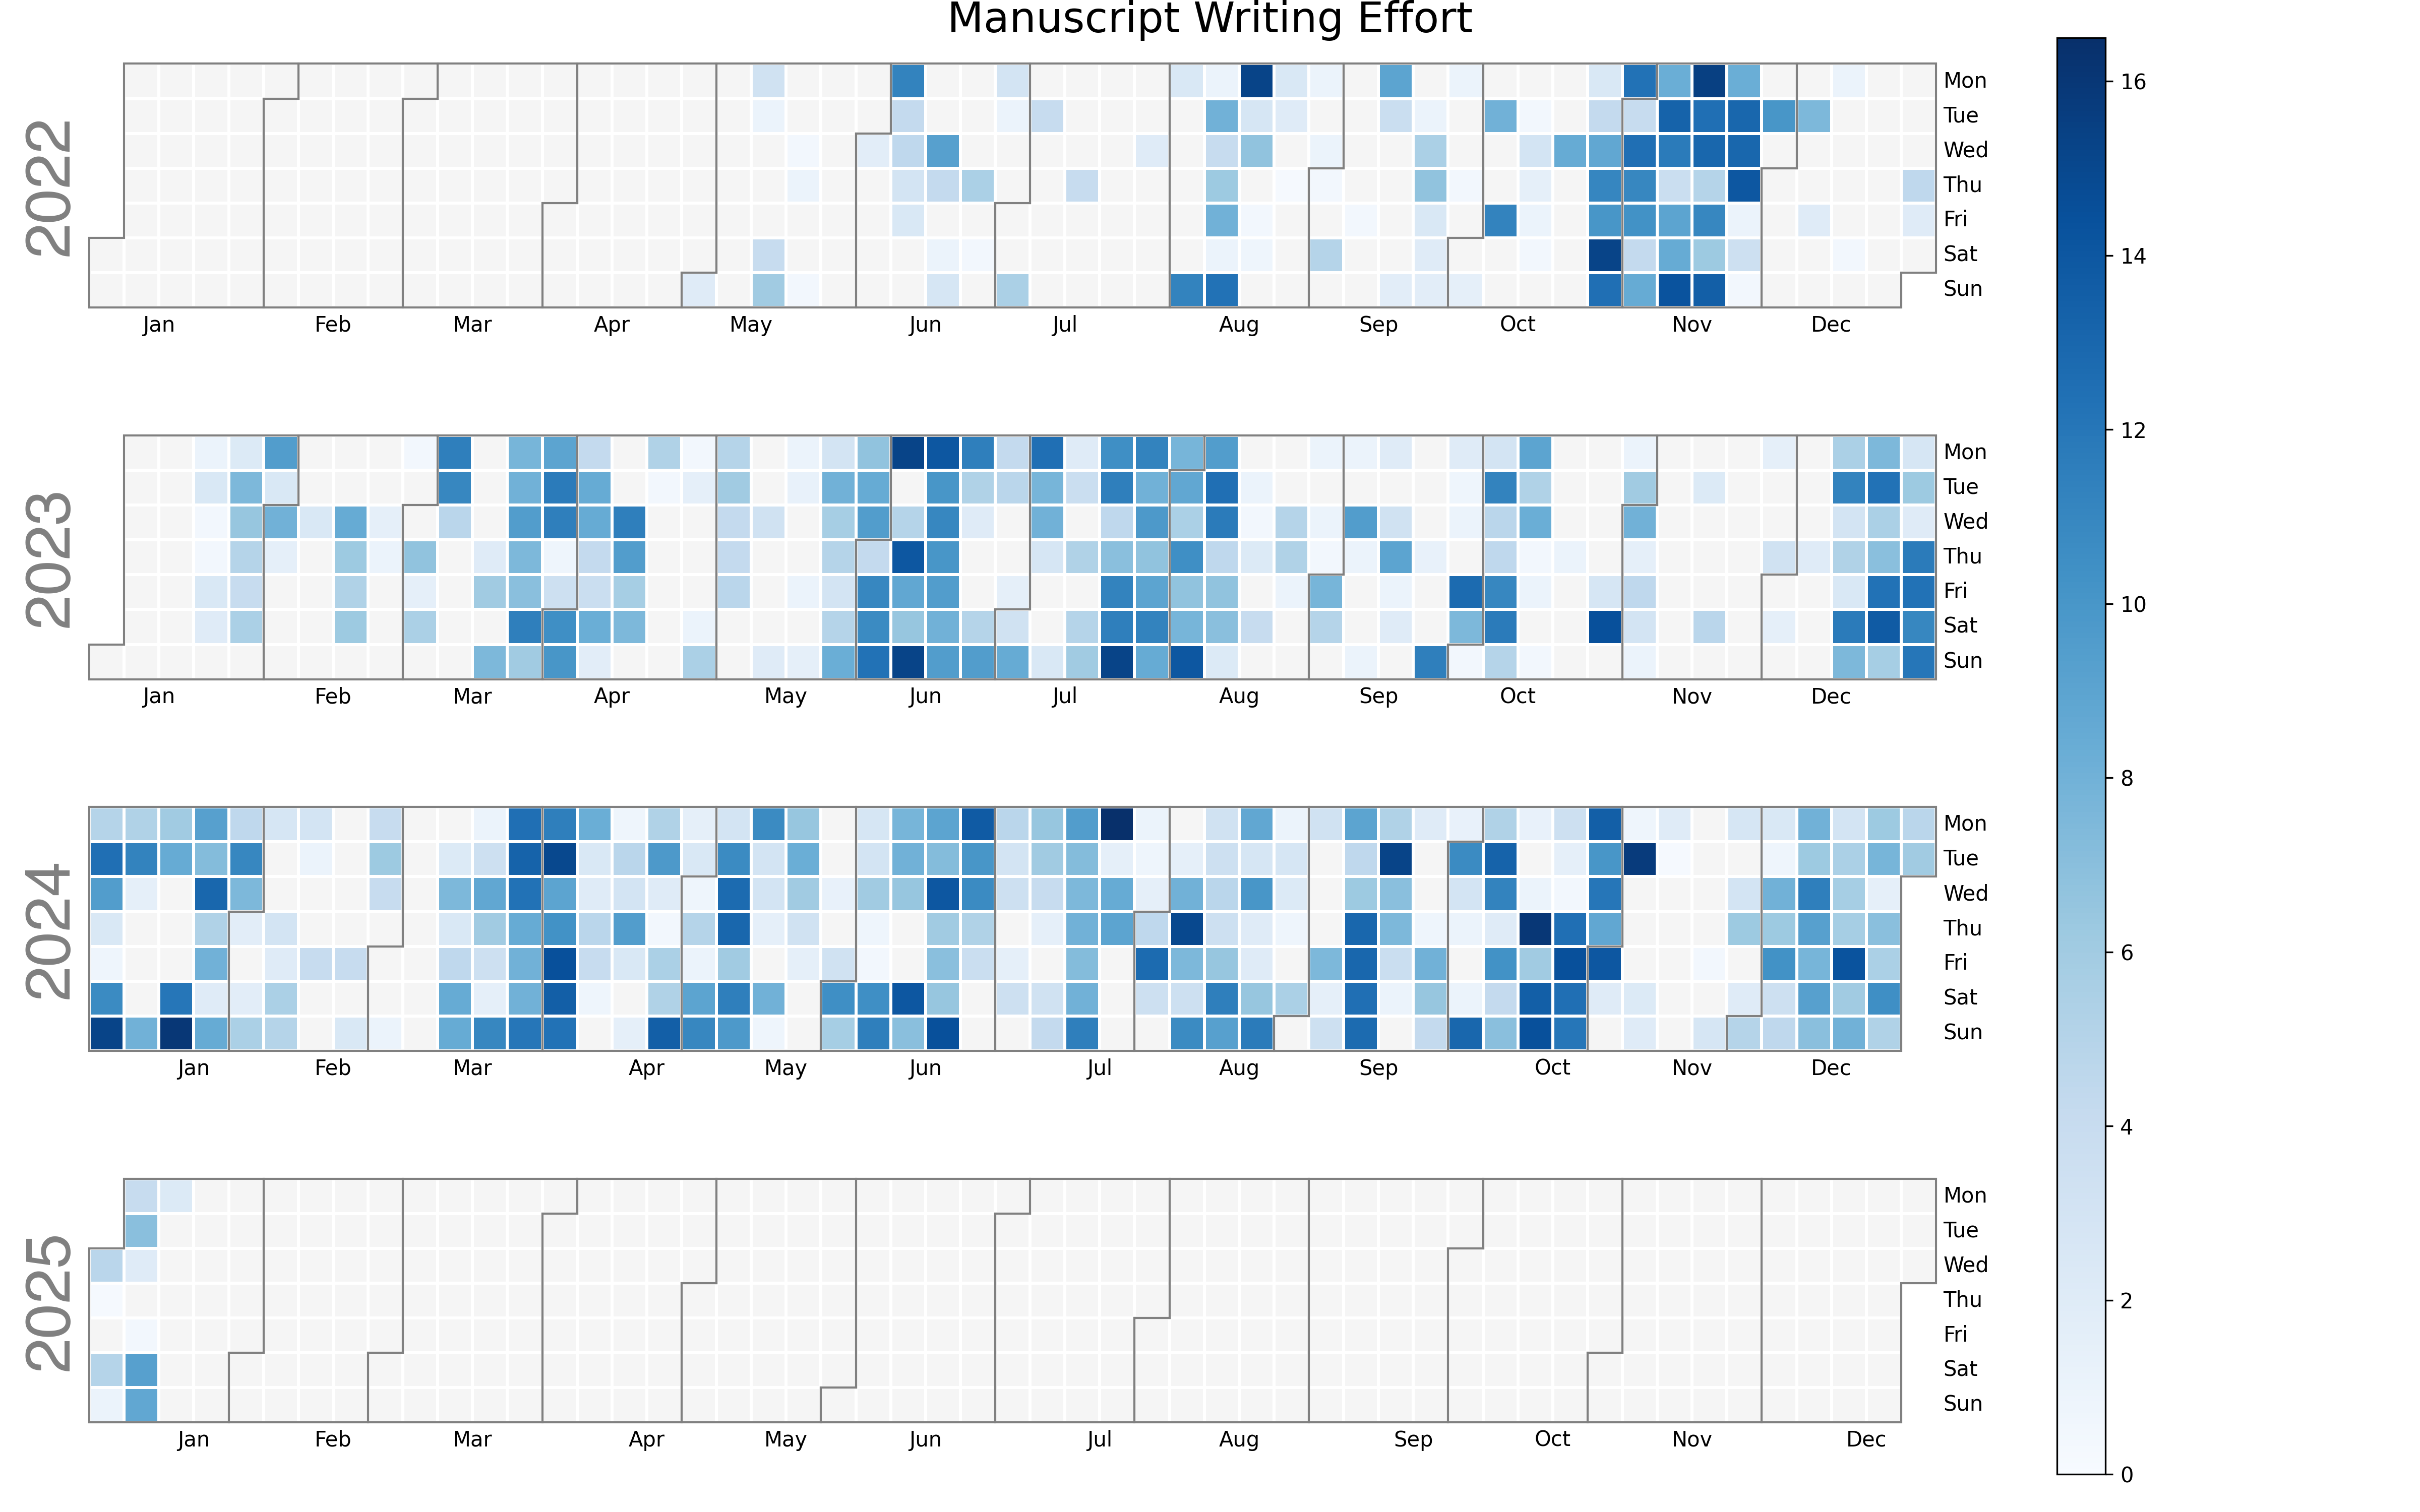 Manuscript Writing Effort
2022
Mon
Tue
Wed
Thu
Fri
Sat
Sun
Jan Feb Mar Apr May Jun Jul Aug Sep Oct Nov Dec
2023
Mon
Tue
Wed
Thu
Fri
Sat
Sun
Jan Feb Mar Apr May Jun Jul Aug Sep Oct Nov Dec
2024
Mon
Tue
Wed
Thu
Fri
Sat
Sun
Jan Feb Mar Apr May Jun Jul Aug Sep Oct Nov Dec
2025
Mon
Tue
Wed
Thu
Fri
Sat
Sun
Jan Feb Mar Apr May Jun Jul Aug Sep Oct Nov Dec
16
14
12
10
8
6
4
2
0